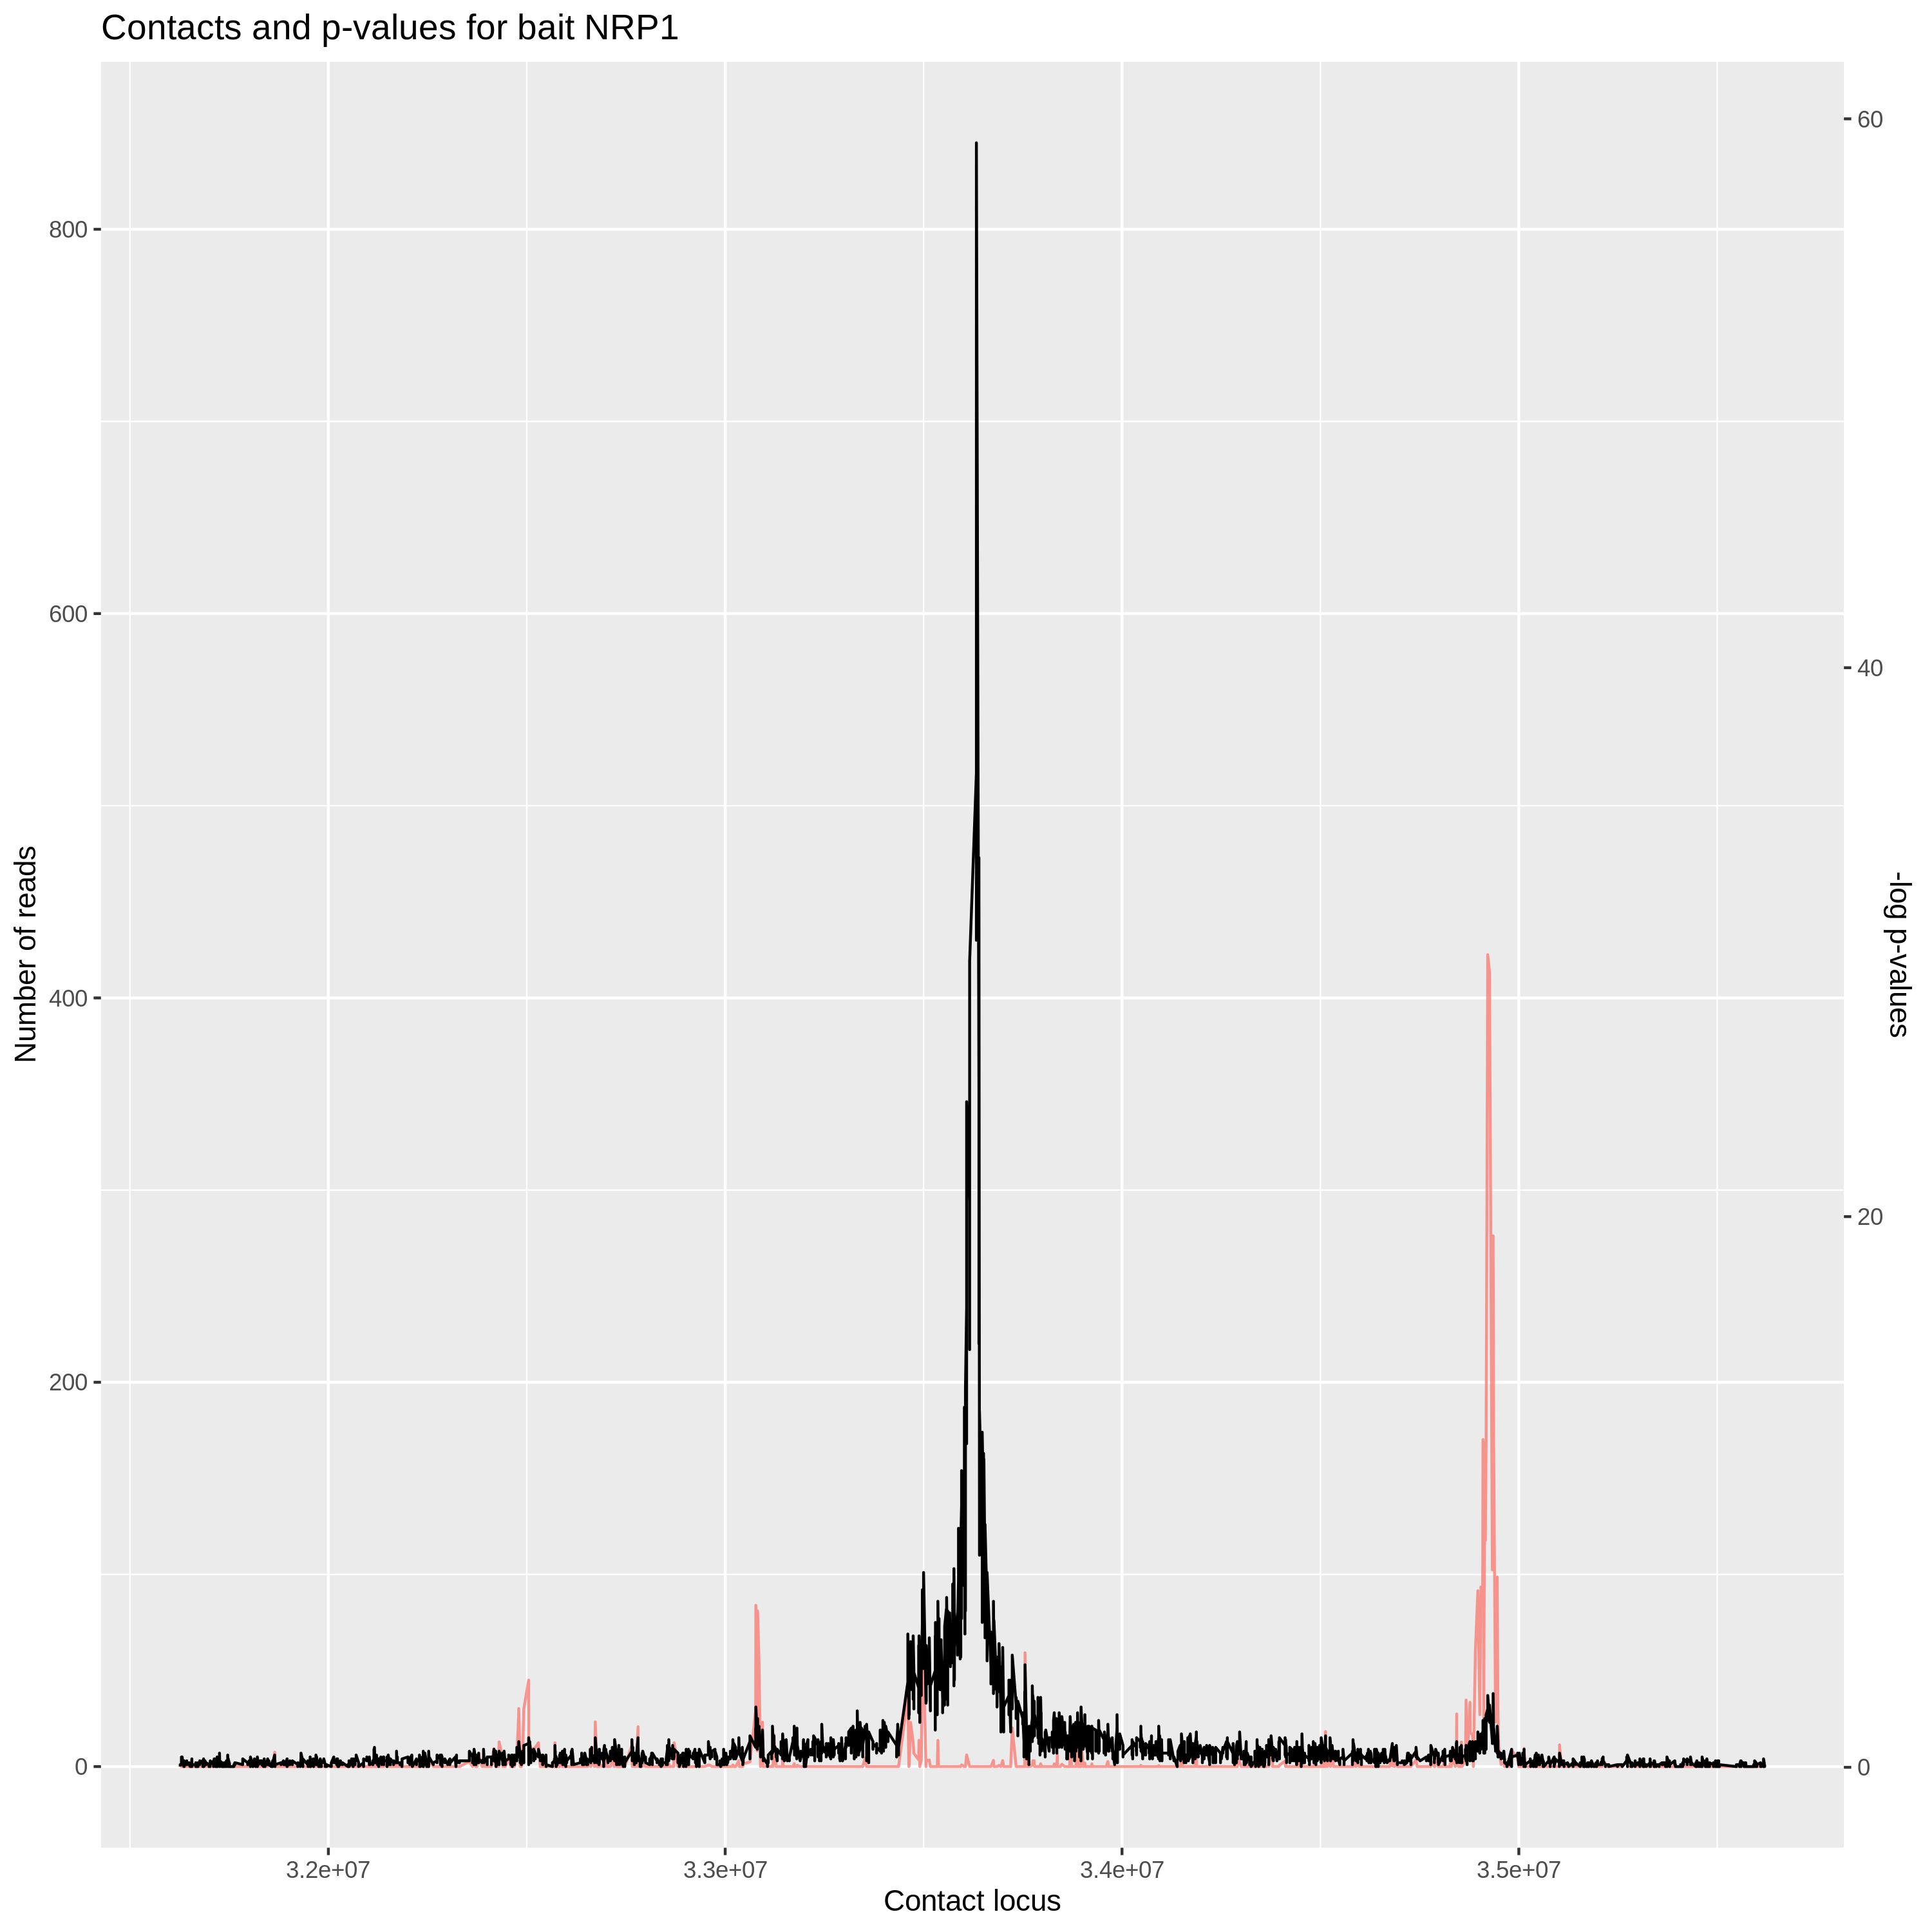 Contacts and p-values for bait NRP1
800
600
400
200
0
Number of reads
60
40
20
0
-log p-values
3.2e+07
3.3e+07
3.4e+07
3.5e+07
Contact locus